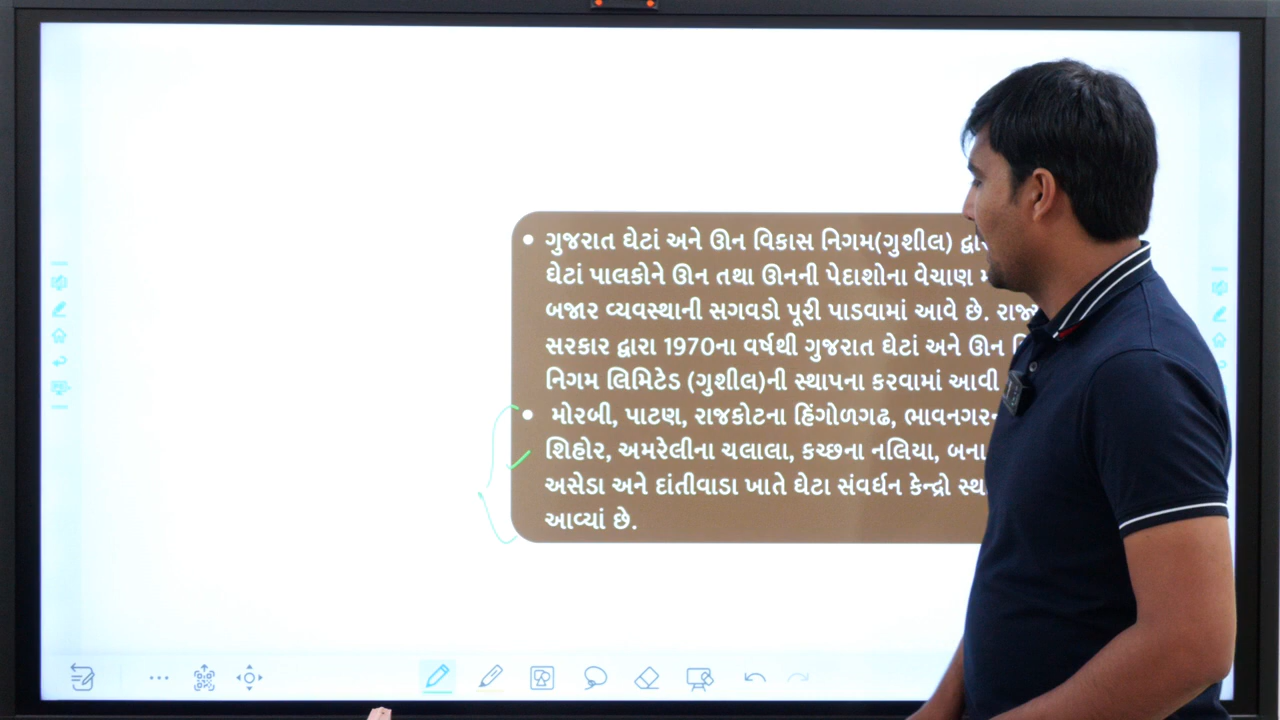 ગુજરાત ઘેટાં અને ઊન વિકાસ નિગમ(ગુશીલ)
ઘેટાં પાલકોને ઊન તથા ઊનની પેદાશોના વેચાણ
બજાર વ્યવસ્થાની સગવડો પૂરી પાડવામાં આવે છે.
સરકાર દ્વારા 1970ના વર્ષથી ગુજરાત ઘેટાં અને ઊન
નિગમ લિમિટેડ (ગુશીલ)ની સ્થાપના કરવામાં આવી
મોરબી, પાટણ, રાજકોટના હિંગોળગઢ,
શિહોર, અમરેલીના ચલાલા, કચ્છના નલિયા,
અસેડા અને દાંતીવાડા ખાતે ઘેટા સંવર્ધન કેન્દ્રો
આવ્યાં છે.